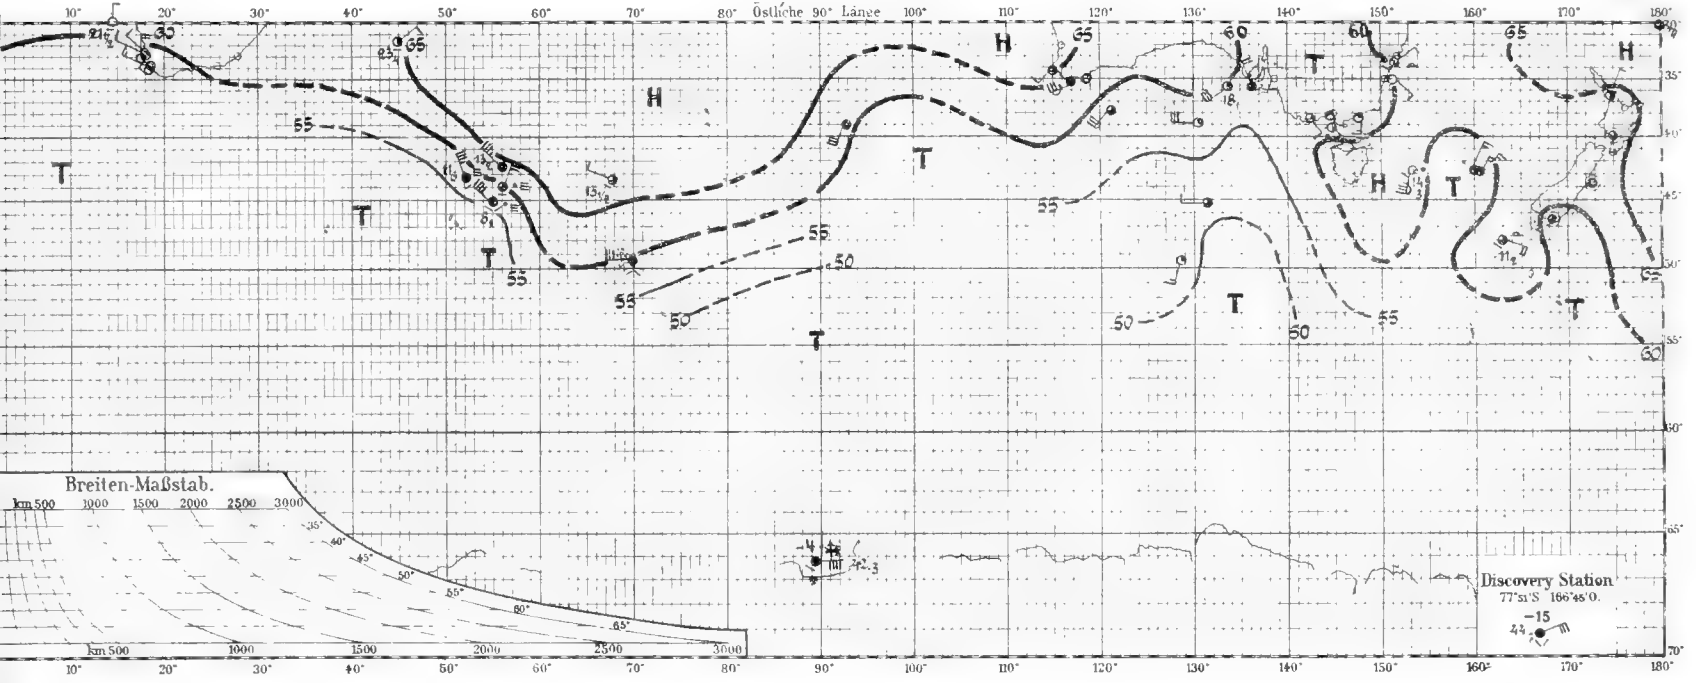 10° 20° 30° 40° 50° 60° 70° 80° Östliche 90° Länge 100° 110° 120° 130° 140° 150° 160° 170° 180°
60 65 H 65 60 60 65 H
T H T
35°
55 T 40°
T T H T
45°
55
T 55 55
55 50 65
50 T T
50 50 55
T 60
55°
60°
Breiten-Maßstab.
km 500 1000 1500 2000 2500 3000
35°
40°
45°
50°
55°
60°
65°
65°
-4
Discovery Station
77°51'S 166°45'O.
-15
44
km 500 1000 1500 2000 2500 3000
70°
10° 20° 30° 40° 50° 60° 70° 80° 90° 100° 110° 120° 130° 140° 150° 160° 170° 180°